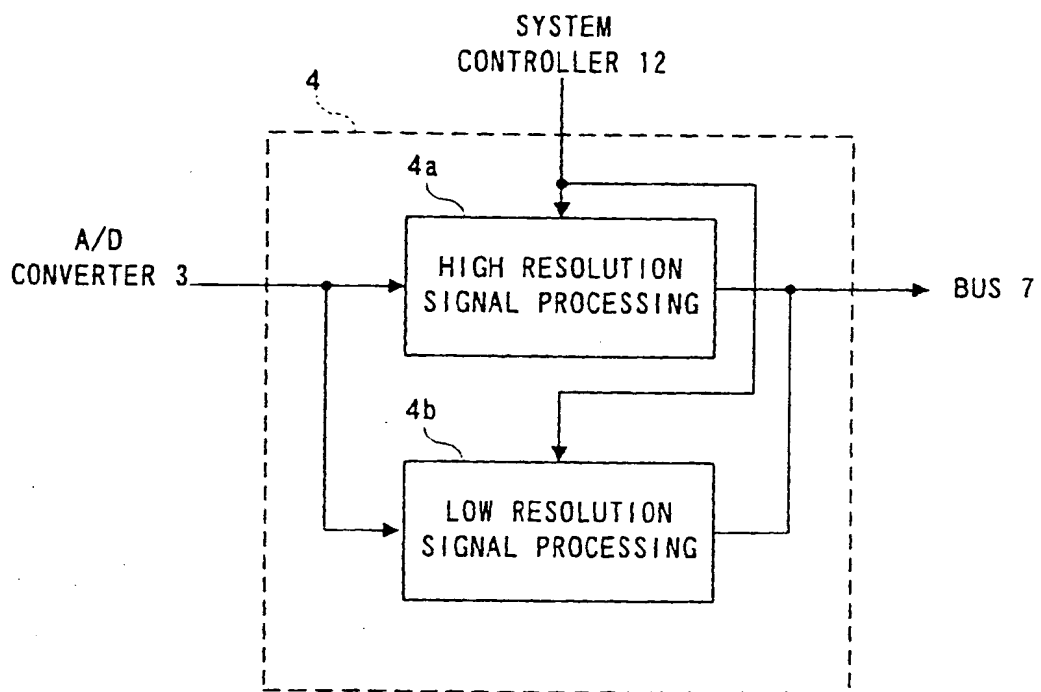 SYSTEM
CONTROLLER 12
4
4a
A/D
CONVERTER 3
HIGH RESOLUTION
SIGNAL PROCESSING
BUS 7
4b
LOW RESOLUTION
SIGNAL PROCESSING